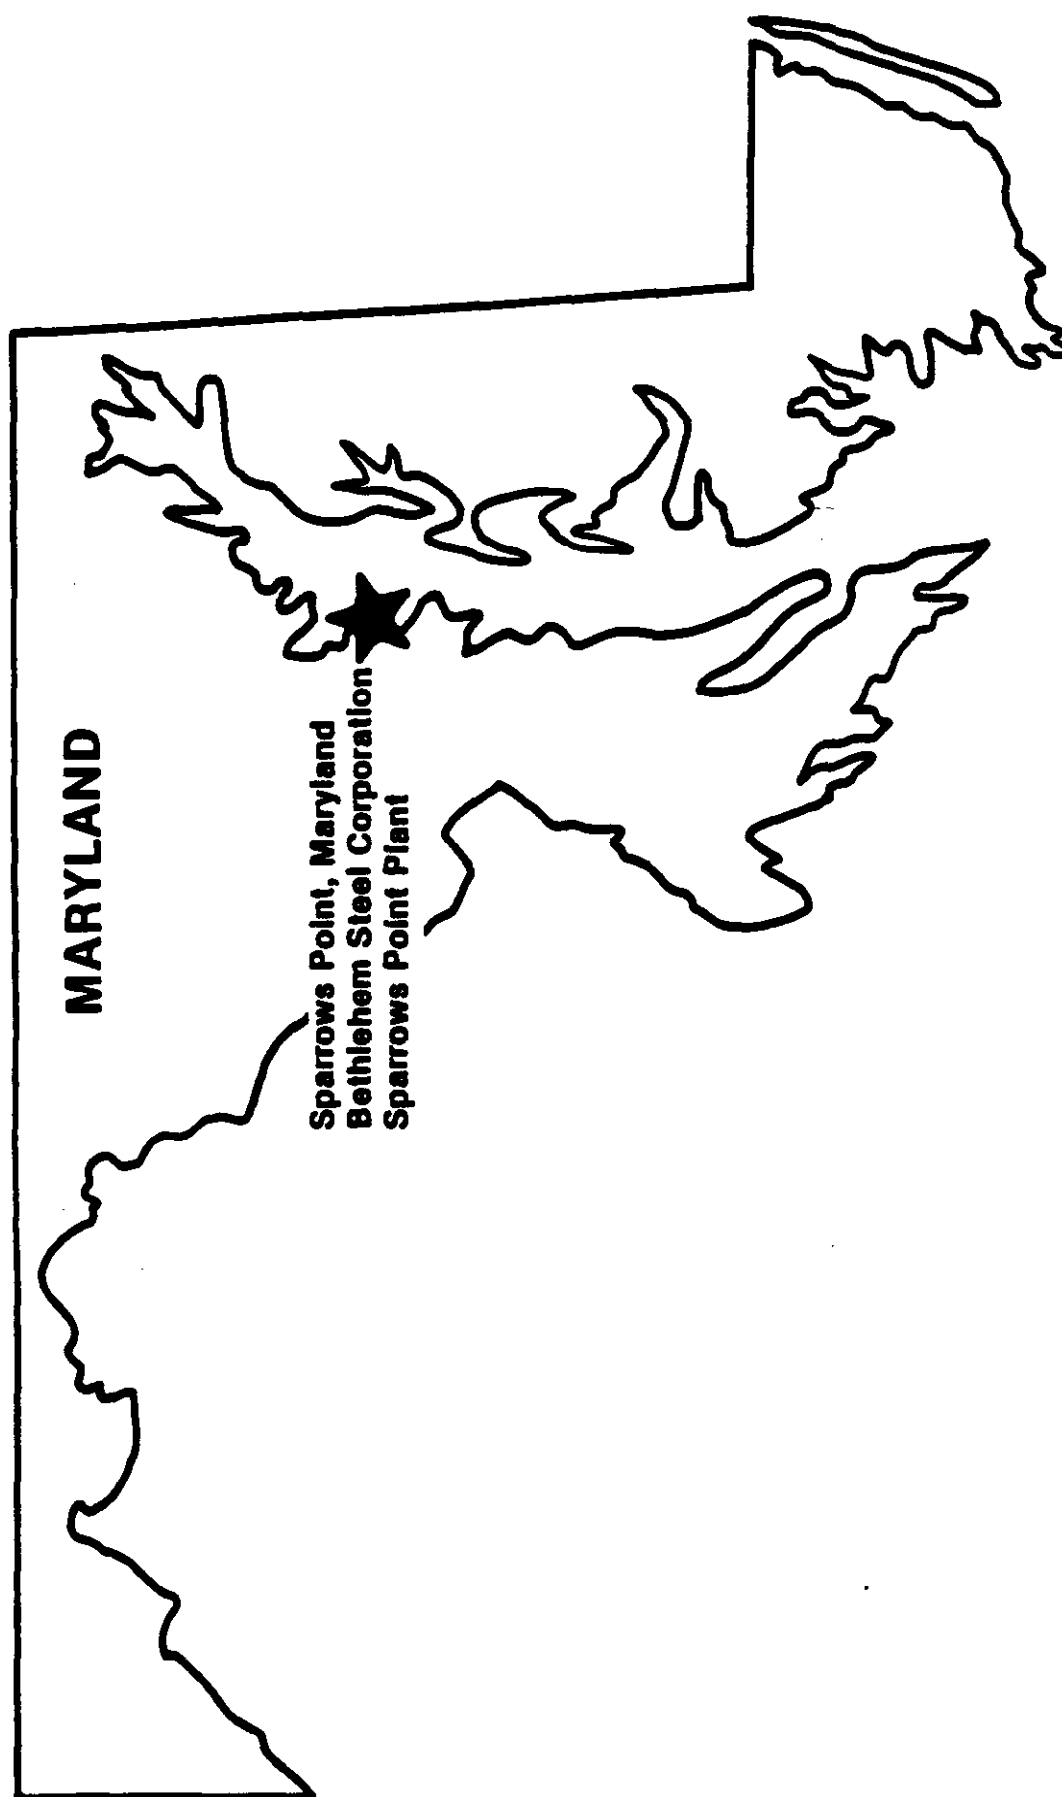 MARYLAND
Sparrows Point, Maryland
Bethlehem Steel Corporation
Sparrows Point Plant